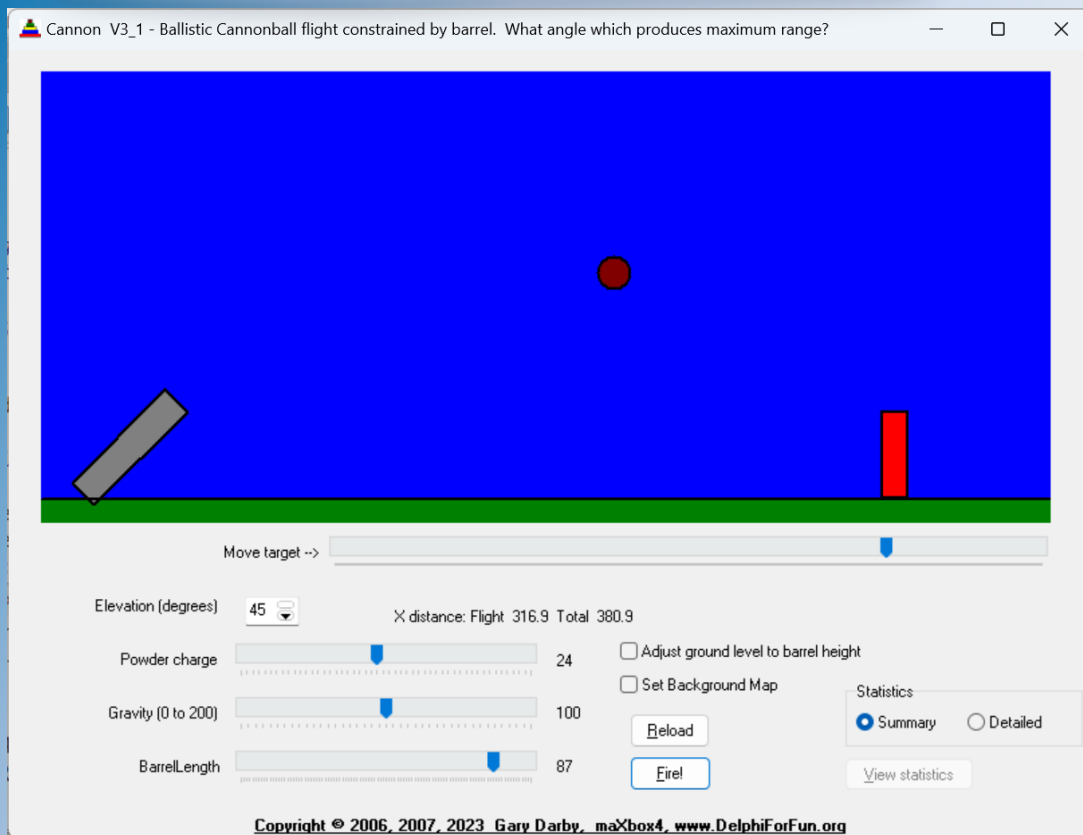 Cannon V3_1 - Ballistic Cannonball flight constrained by barrel. What angle which produces maximum range?
Move target -->
Elevation (degrees) 45
X distance: Flight 316.9 Total 380.9
Powder charge 24
Adjust ground level to barrel height
Set Background Map
Gravity (0 to 200) 100
Statistics
Summary Detailed
Reload
BarrelLength 87
Fire!
View statistics
Copyright © 2006, 2007, 2023 Gary Darby, maXbox4, www.DelphiForFun.org